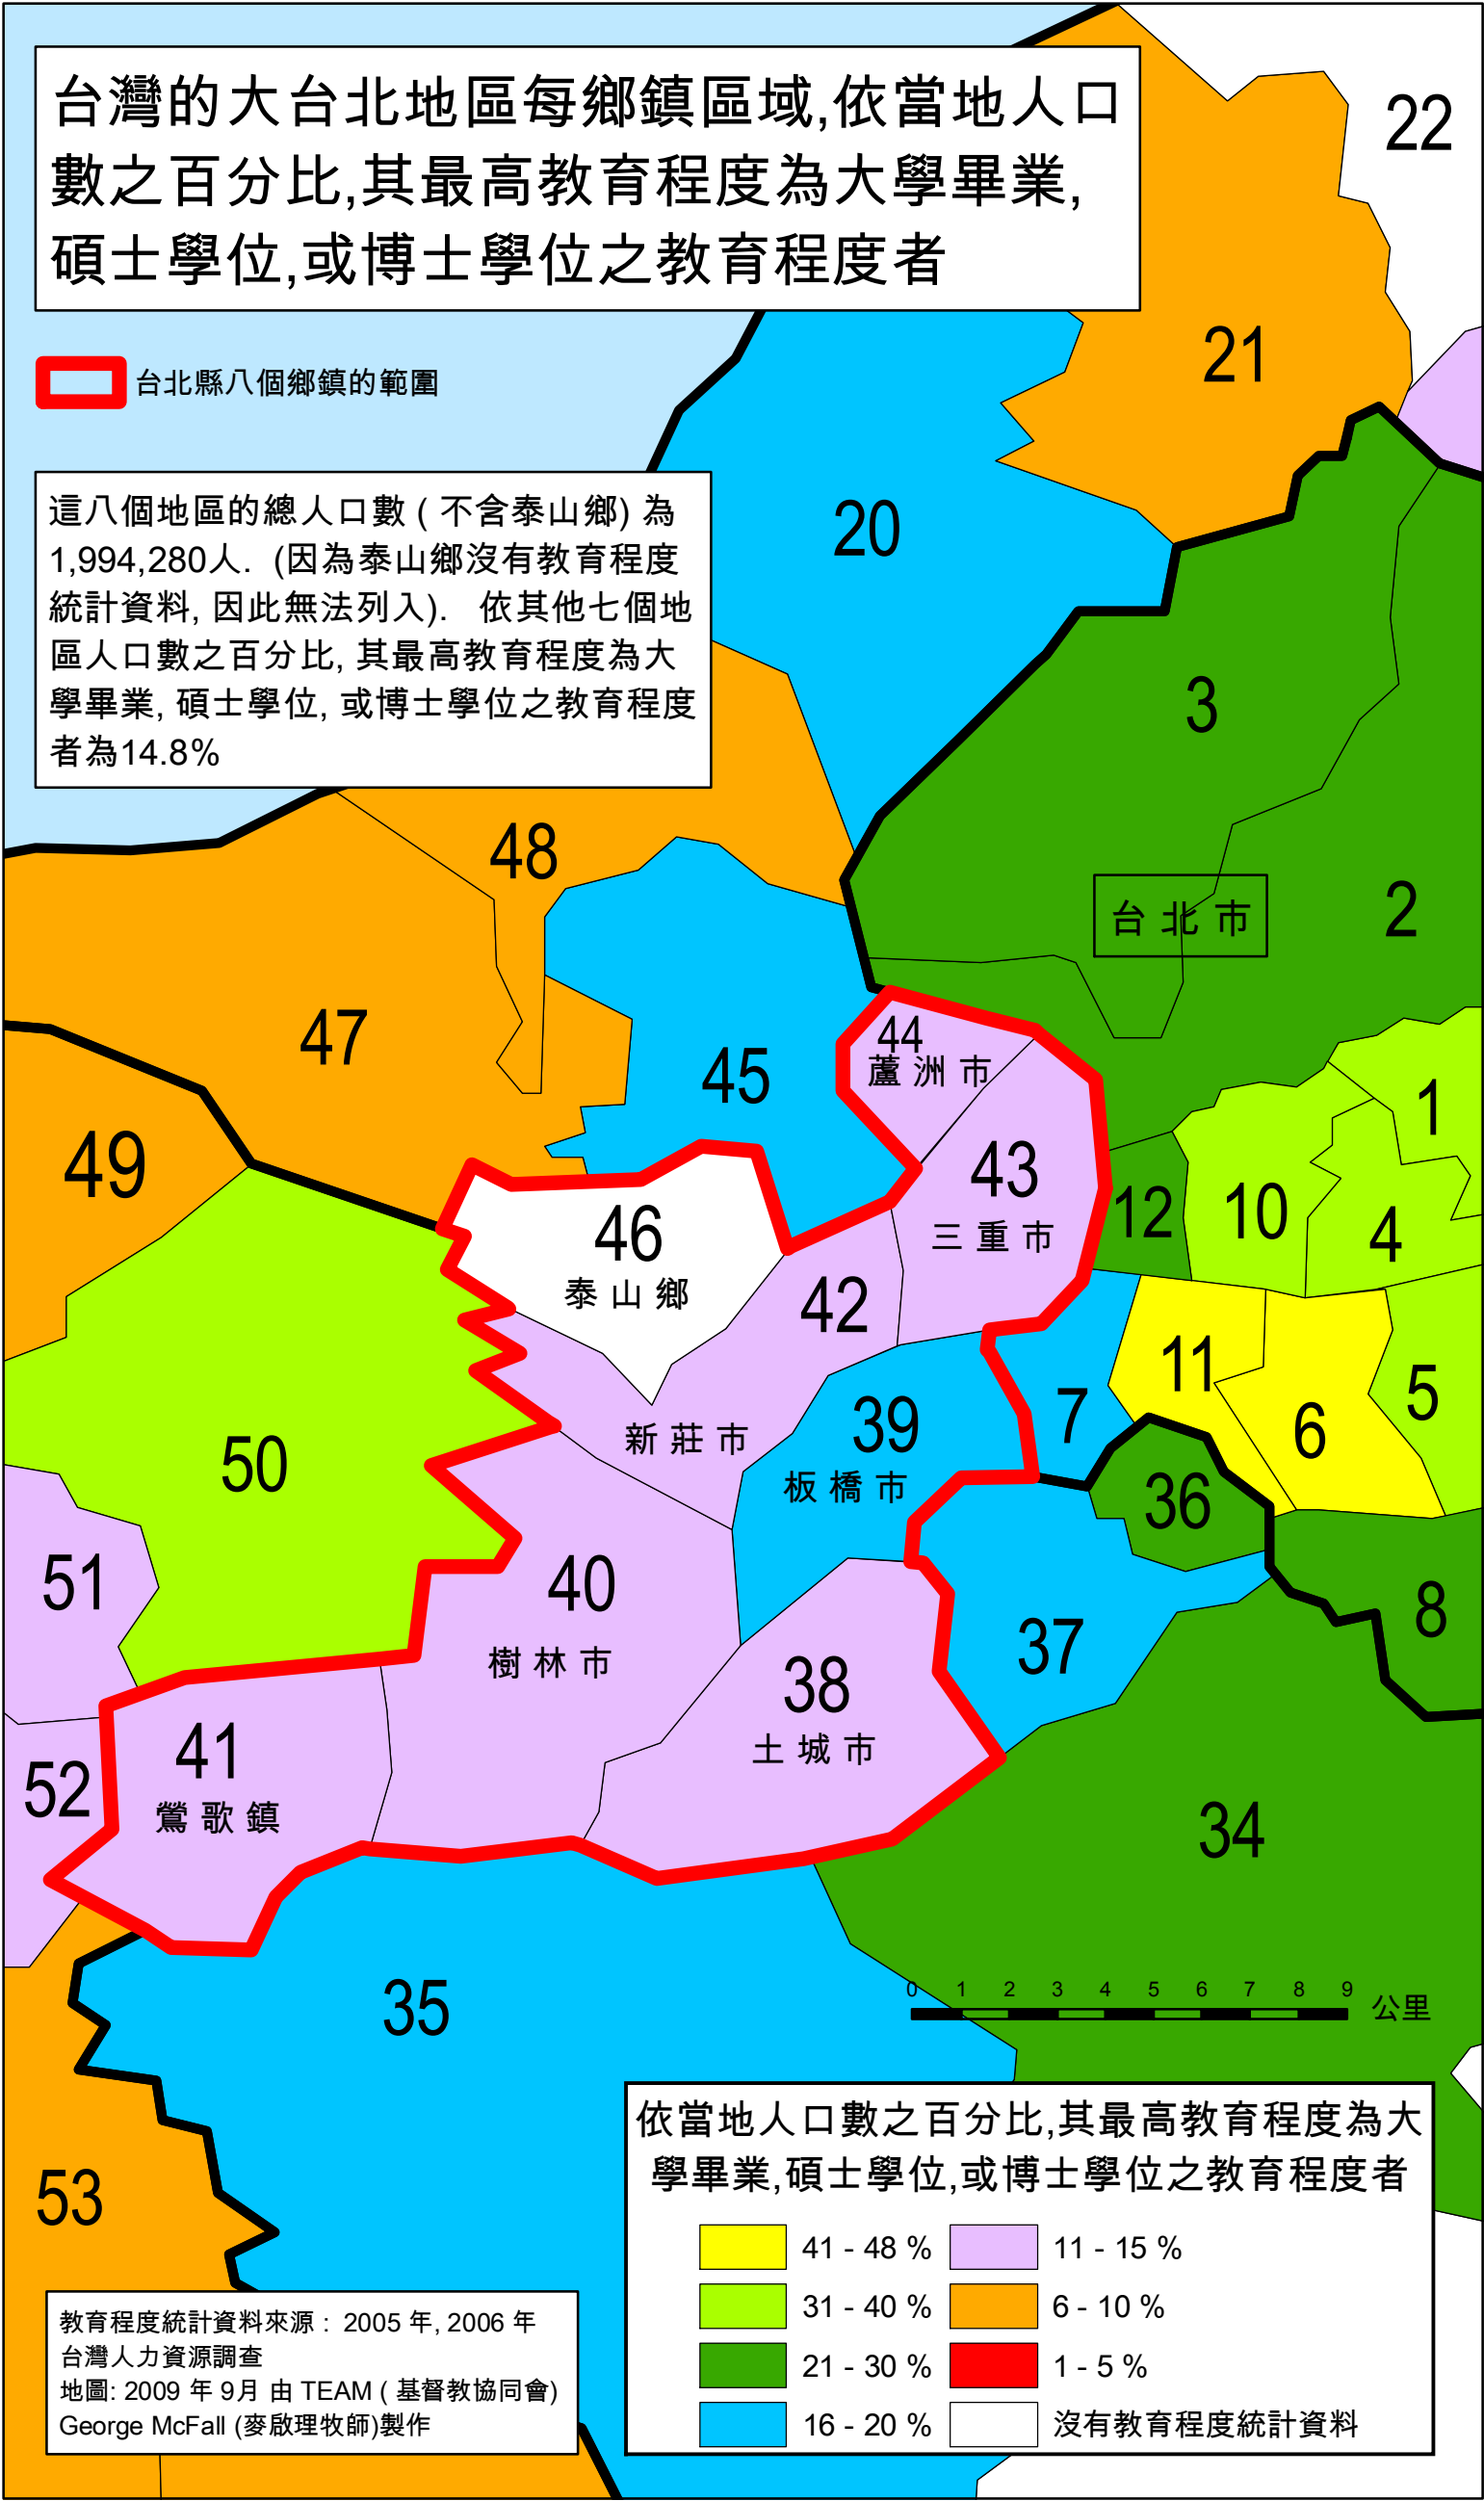 台灣的大台北地區每鄉鎮區域,依當地人口
數之百分比,其最高教育程度為大學畢業,
碩士學位,或博士學位之教育程度者
22
21
台北縣八個鄉鎮的範圍
這八個地區的總人口數 ( 不含泰山鄉) 為
1,994,280人. (因為泰山鄉沒有教育程度
統計資料, 因此無法列入). 依其他七個地
區人口數之百分比, 其最高教育程度為大
學畢業, 碩士學位, 或博士學位之教育程度
者為14.8%
20
3
48
2
台 北 市
47
44
蘆 洲 市
45
1
49
43
三 重 市
12
10
4
46
泰 山 鄉
42
11
5
7
6
39
板 橋 市
新 莊 市
50
36
51
40
樹 林 市
8
37
38
土 城 市
41
鶯 歌 鎮
52
34
35
0 1 2 3 4 5 6 7 8 9 公里
53
依當地人口數之百分比,其最高教育程度為大
學畢業,碩士學位,或博士學位之教育程度者
41 - 48 % 11 - 15 %
31 - 40 % 6 - 10 %
21 - 30 % 1 - 5 %
16 - 20 % 沒有教育程度統計資料
教育程度統計資料來源 : 2005 年, 2006 年
台灣人力資源調查
地圖: 2009 年 9月 由 TEAM ( 基督教協同會)
George McFall (麥啟理牧師)製作